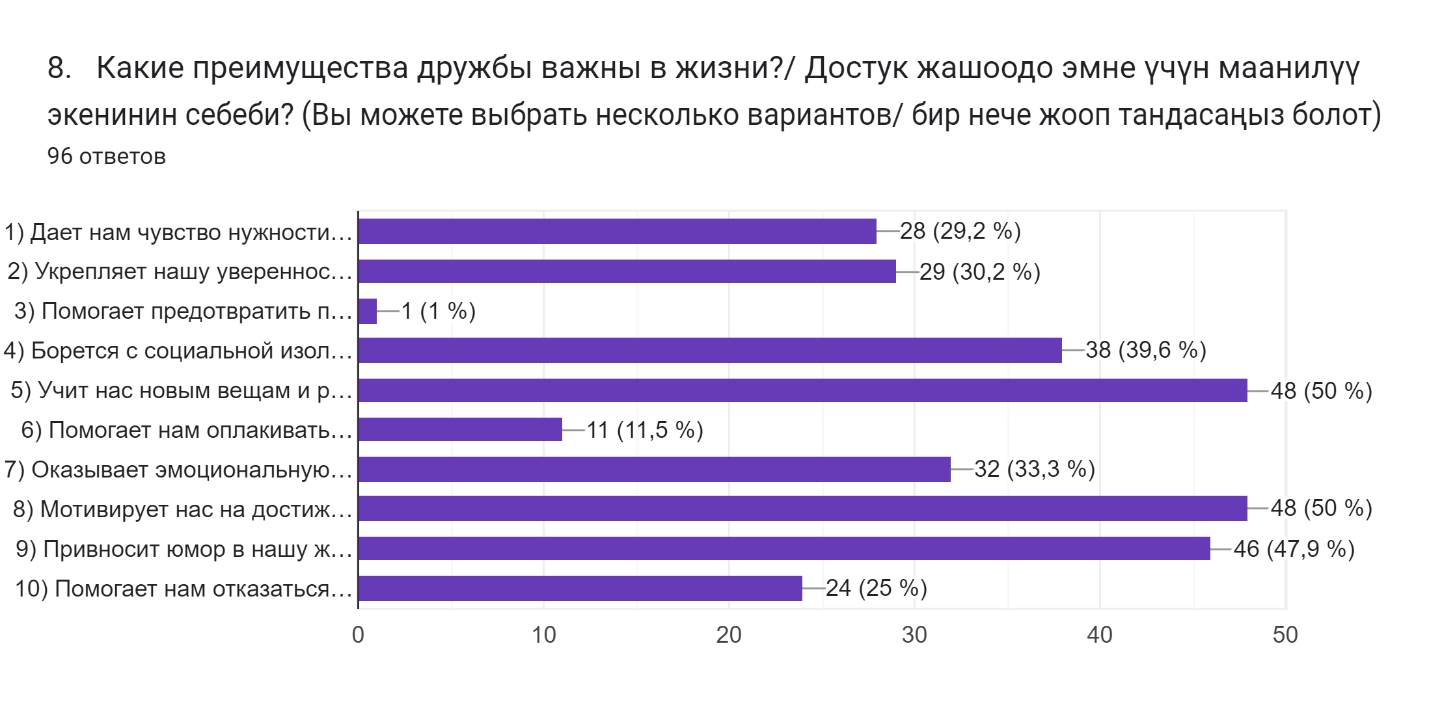 8. Какие преимущества дружбы важны в жизни?/ Достук жашоодо эмне үчүн маанилүү
экенинин себеби? (Вы можете выбрать несколько вариантов/ бир нече жооп тандасаңыз болот)
96 ответов
1) Дает нам чувство нужности… 28 (29,2 %)
2) Укрепляет нашу увереннос… 29 (30,2 %)
3) Помогает предотвратить п… 1 (1 %)
4) Борется с социальной изол… 38 (39,6 %)
5) Учит нас новым вещам и р… 48 (50 %)
6) Помогает нам оплакивать… 11 (11,5 %)
7) Оказывает эмоциональную… 32 (33,3 %)
8) Мотивирует нас на достиж… 48 (50 %)
9) Привносит юмор в нашу ж… 46 (47,9 %)
10) Помогает нам отказаться… 24 (25 %)
0 10 20 30 40 50